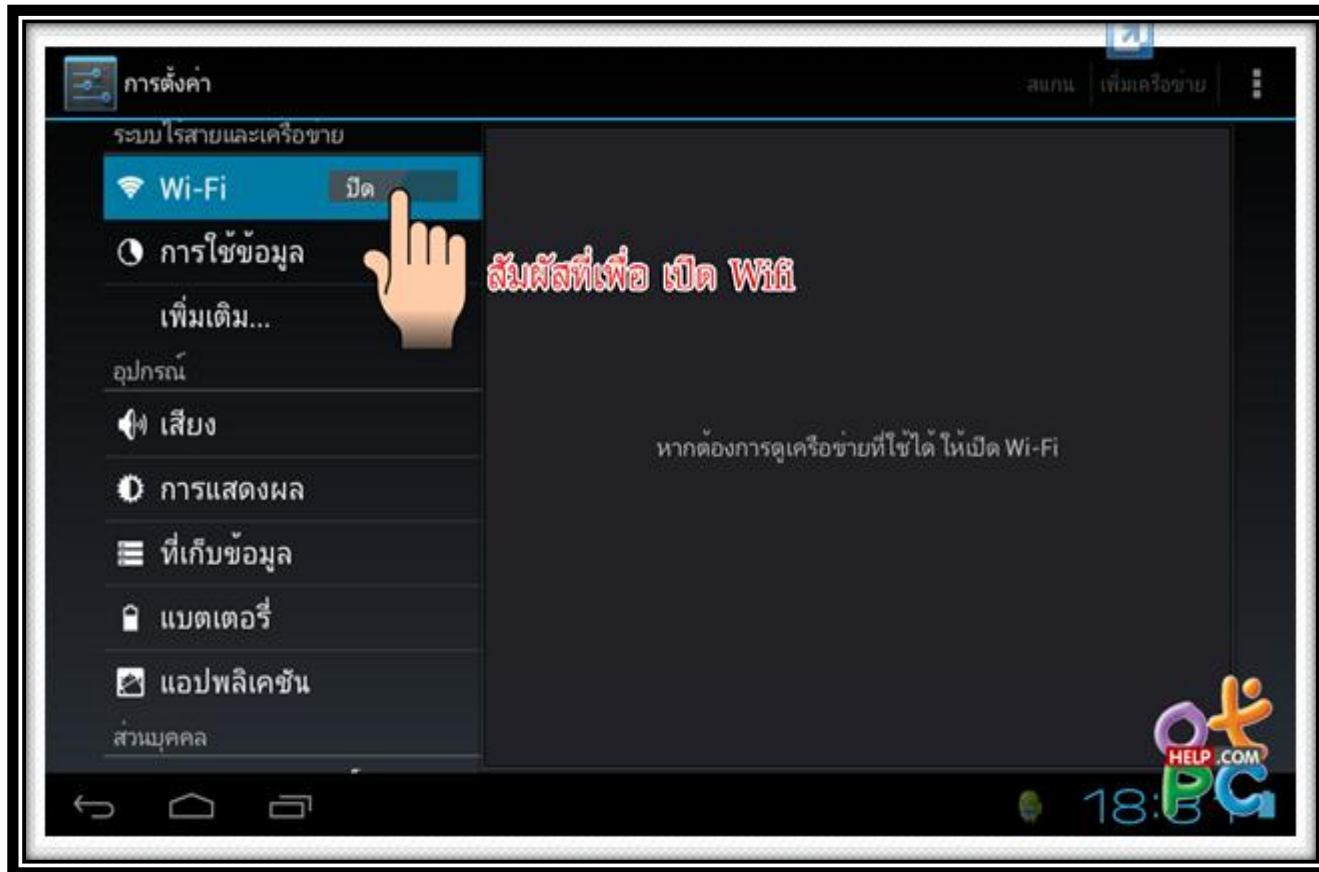 การตั้งค่า
สแกน เพิ่มเครือข่าย
ระบบไร้สายและเครือข่าย
Wi-Fi ปิด
การใช้ข้อมูล
สัมผัสที่เพื่อ เปิด Wifi
เพิ่มเติม...
อุปกรณ์
เสียง
หากต้องการดูเครือข่ายที่ใช้ได้ ให้เปิด Wi-Fi
การแสดงผล
ที่เก็บข้อมูล
แบตเตอรี่
แอปพลิเคชัน
ส่วนบุคคล
HELP.COM
PC